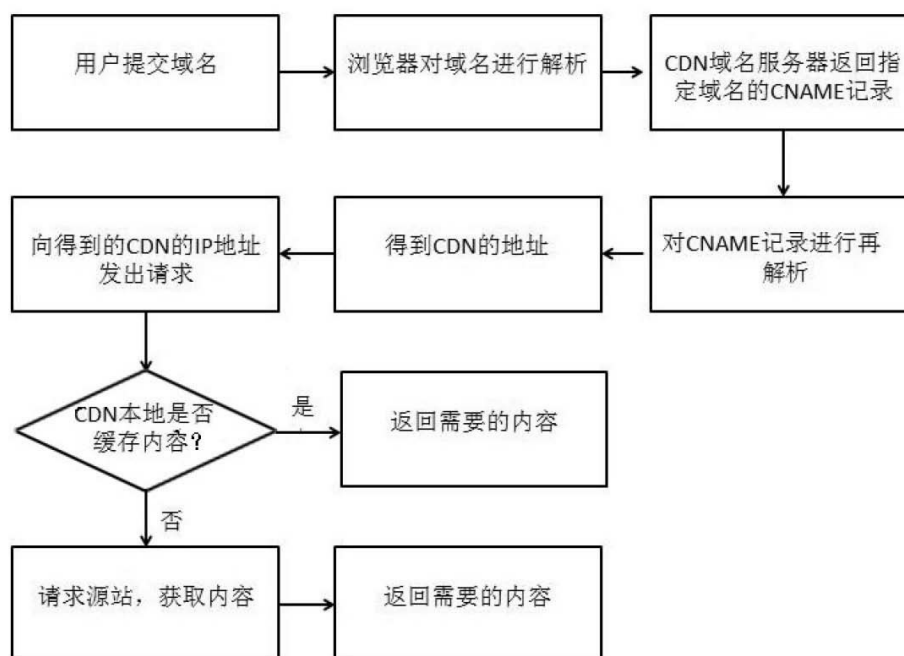 用户提交域名
浏览器对域名进行解析
CDN域名服务器返回指
定域名的CNAME记录
向得到的CDN的IP地址
发出请求
得到CDN的地址
对CNAME记录进行再
解析
CDN本地是否
缓存内容?
是
返回需要的内容
否
请求源站，获取内容
返回需要的内容